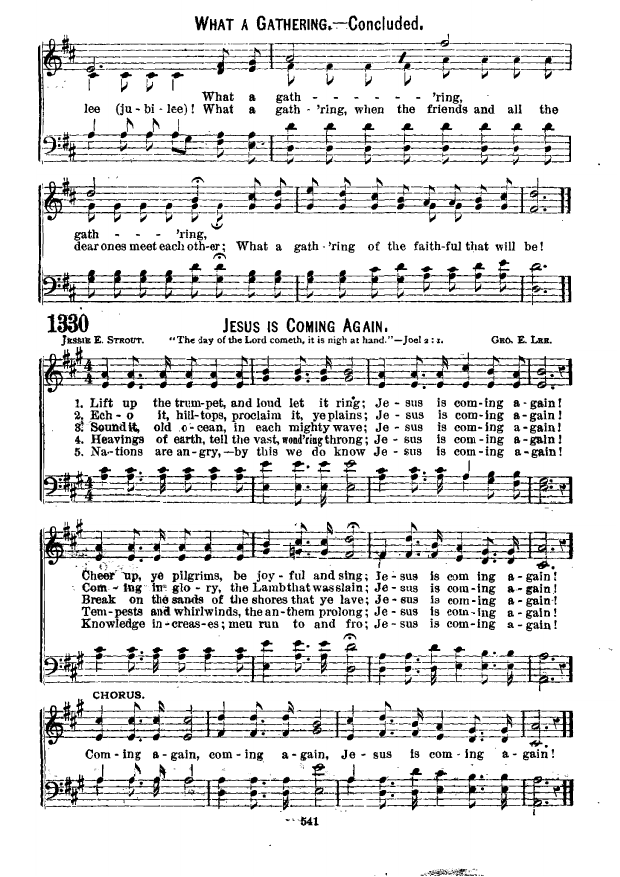 WHAT A GATHERING.—Concluded.
What a gath - - - - - 'ring,
lee (ju - bi - lee)! What a gath - 'ring, when the friends and all the
gath - - - 'ring,
dear ones meet each oth - er; What a gath - 'ring of the faith - ful that will be!
1330
JESUS IS COMING AGAIN.
JESSIE E. STROUT. "The day of the Lord cometh, it is nigh at hand."—Joel 2 : 1. GEO. E. LEE.
1. Lift up the trum - pet, and loud let it ring; Je - sus is com - ing a - gain!
2. Ech - o it, hill - tops, proclaim it, ye plains; Je - sus is com - ing a - gain!
3. Sound it, old o - cean, in each mighty wave; Je - sus is com - ing a - gain!
4. Heavings of earth, tell the vast, wond'ring throng; Je - sus is com - ing a - gain!
5. Na - tions are an - gry,—by this we do know Je - sus is com - ing a - gain!
Cheer up, ye pilgrims, be joy - ful and sing; Je - sus is com ing a - gain!
Com - ing in glo - ry, the Lamb that was slain; Je - sus is com - ing a - gain!
Break on the sands of the shores that ye lave; Je - sus is com - ing a - gain!
Tem - pests and whirlwinds, the an - them prolong; Je - sus is com - ing a - gain!
Knowledge in - creas - es; meu run to and fro; Je - sus is com - ing a - gain!
CHORUS.
Com - ing a - gain, com - ing a - gain, Je - sus is com - ing a - gain!
541